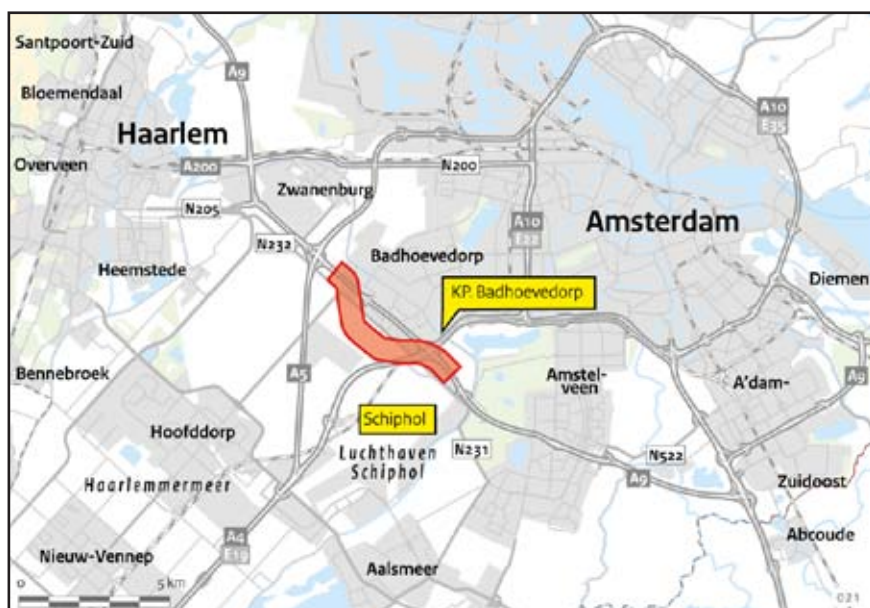 Santpoort-Zuid
A9
Bloemendaal
Haarlem
A10
E35
Overveen
A200
N200
Zwanenburg
N205
A10
E22
Amsterdam
N232
Badhoevedorp
Heemstede
Diemen
KP. Badhoevedorp
Bennebroek
A5
Amstel-
veen
A'dam-
A9
Schiphol
Hoofddorp
Luchthaven
Schiphol
N231
N522
Haarlemmermeer
A9
Zuidoost
A4
E19
Abcoude
Nieuw-Vennep
Aalsmeer
0
5 km
021